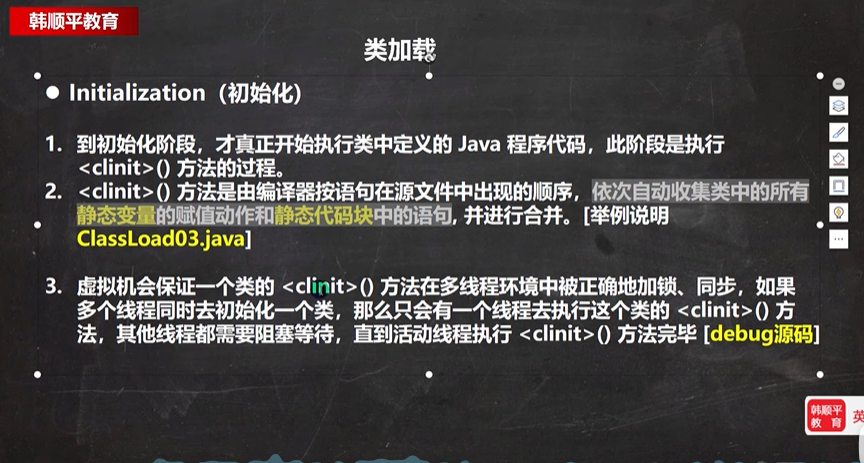 韩顺平教育
类加载
● Initialization（初始化）
1. 到初始化阶段，才真正开始执行类中定义的 Java 程序代码，此阶段是执行
<clinit>() 方法的过程。
2. <clinit>() 方法是由编译器按语句在源文件中出现的顺序，依次自动收集类中的所有
静态变量的赋值动作和静态代码块中的语句, 并进行合并。[举例说明
ClassLoad03.java]
3. 虚拟机会保证一个类的 <clinit>() 方法在多线程环境中被正确地加锁、同步，如果
多个线程同时去初始化一个类，那么只会有一个线程去执行这个类的 <clinit>() 方
法，其他线程都需要阻塞等待，直到活动线程执行 <clinit>() 方法完毕 [debug源码]
韩顺平
教 育
英